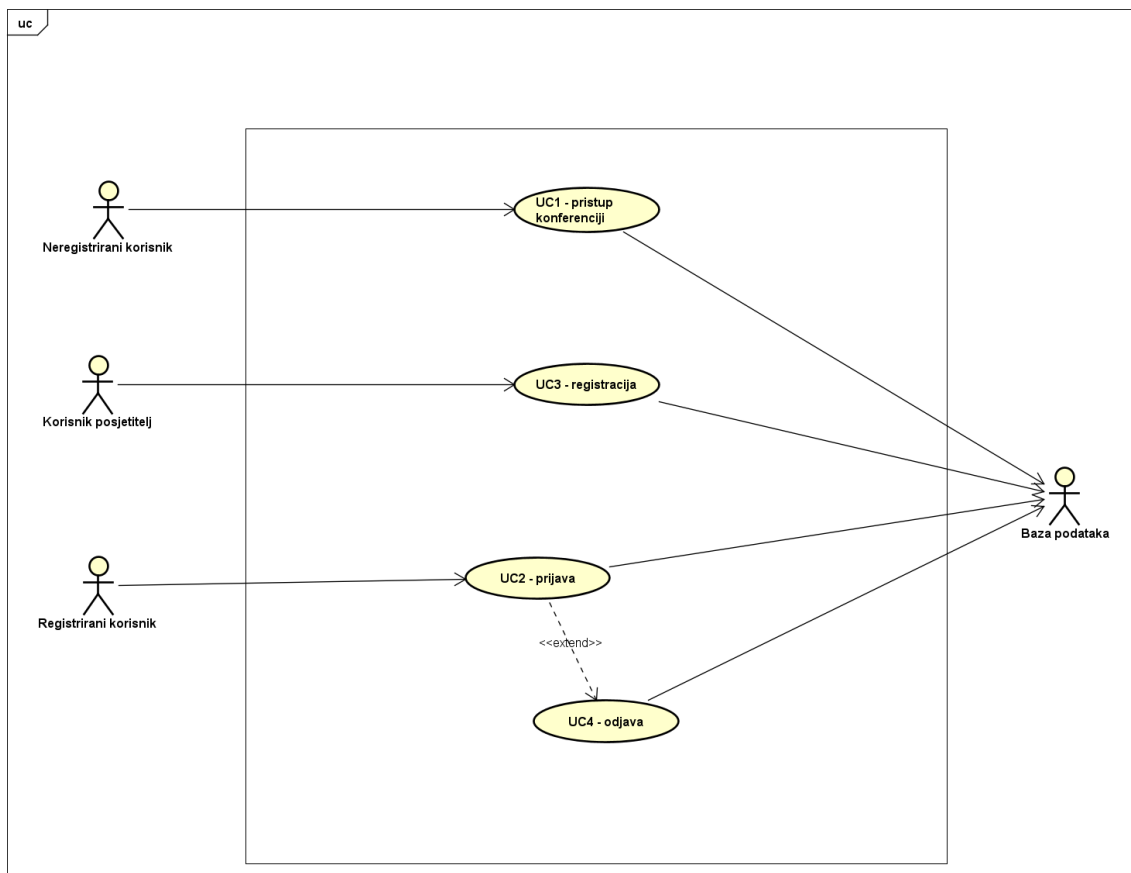 uc
UC1 - pristup
konferenciji
Neregistrirani korisnik
UC3 - registracija
Korisnik posjetitelj
Baza podataka
UC2 - prijava
Registrirani korisnik
<<extend>>
UC4 - odjava